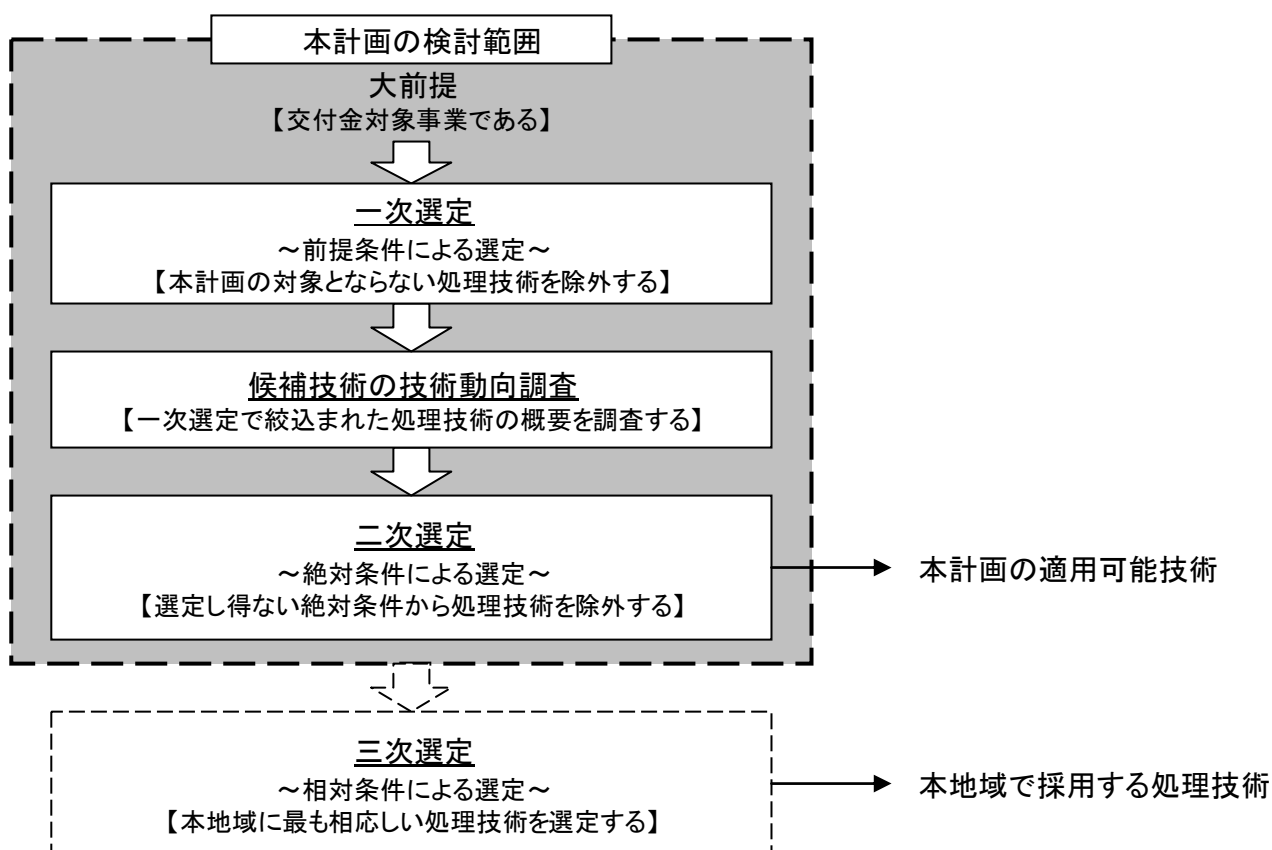 本計画の検討範囲
大前提
【交付金対象事業である】
一次選定
～前提条件による選定～
【本計画の対象とならない処理技術を除外する】
候補技術の技術動向調査
【一次選定で絞込まれた処理技術の概要を調査する】
二次選定
～絶対条件による選定～
【選定し得ない絶対条件から処理技術を除外する】
本計画の適用可能技術
三次選定
～相対条件による選定～
【本地域に最も相応しい処理技術を選定する】
本地域で採用する処理技術